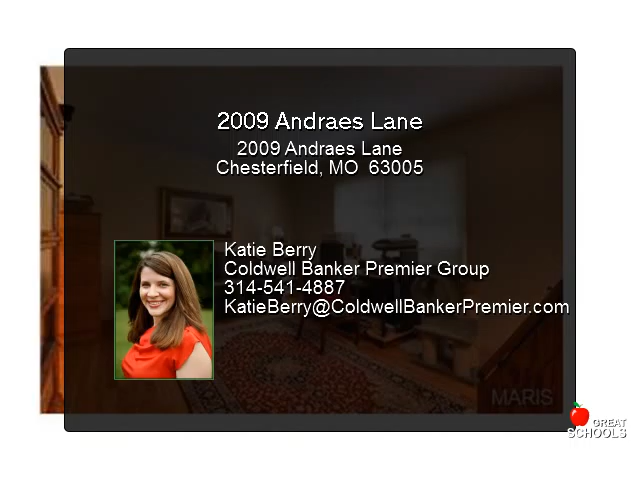 2009 Andraes Lane
2009 Andraes Lane
Chesterfield, MO 63005
Katie Berry
Coldwell Banker Premier Group
314-541-4887
KatieBerry@ColdwellBankerPremier.com
MARIS
GREAT
SCHOOLS